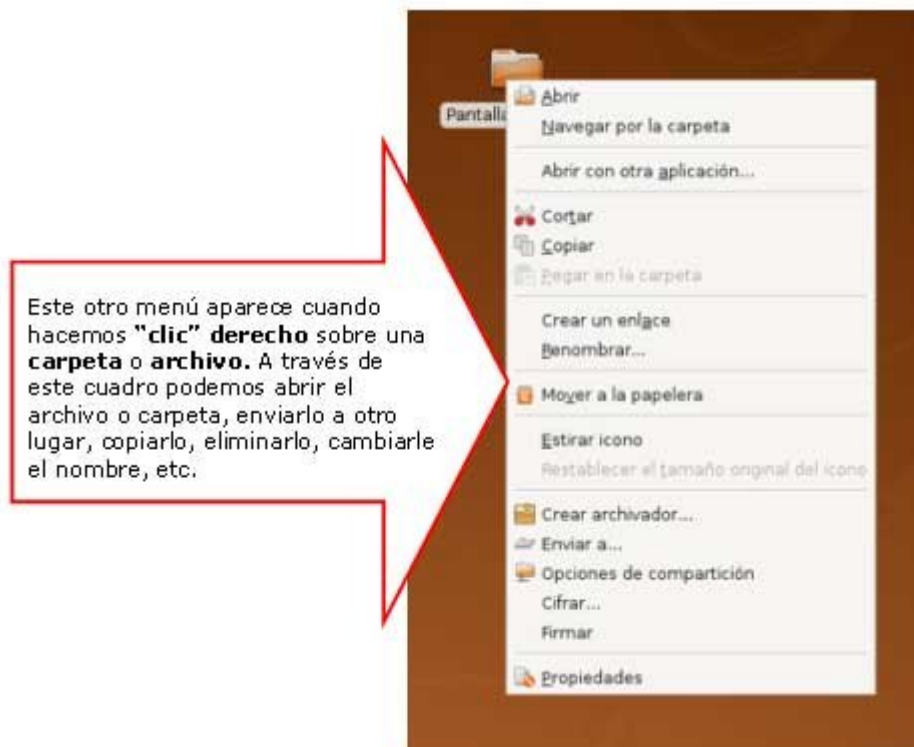 Pantalla
Abrir
Navegar por la carpeta
Abrir con otra aplicación...
Cortar
Copiar
Pegar en la carpeta
Crear un enlace
Renombrar...
Mover a la papelera
Estirar icono
Restablecer el tamaño original del icono
Crear archivador...
Enviar a...
Opciones de compartición
Cifrar...
Firmar
Propiedades
Este otro menú aparece cuando
hacemos “clic” derecho sobre una
carpeta o archivo. A través de
este cuadro podemos abrir el
archivo o carpeta, enviarlo a otro
lugar, copiarlo, eliminarlo, cambiarle
el nombre, etc.